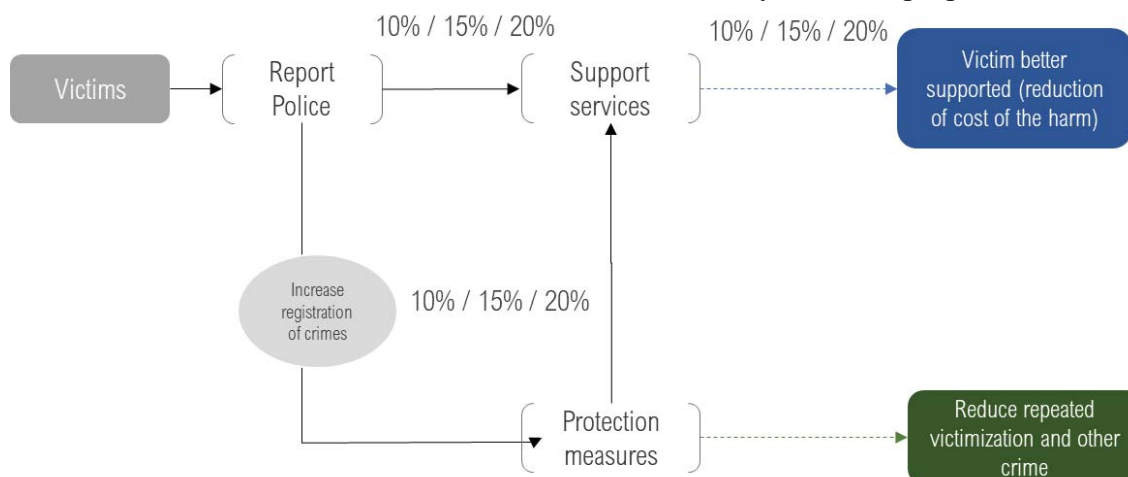 10% / 15% / 20%
10% / 15% / 20%
Victims
Report
Police
Support
services
Victim better
supported (reduction
of cost of the harm)
Increase
registration
of crimes
10% / 15% / 20%
Protection
measures
Reduce repeated
victimization and other
crime